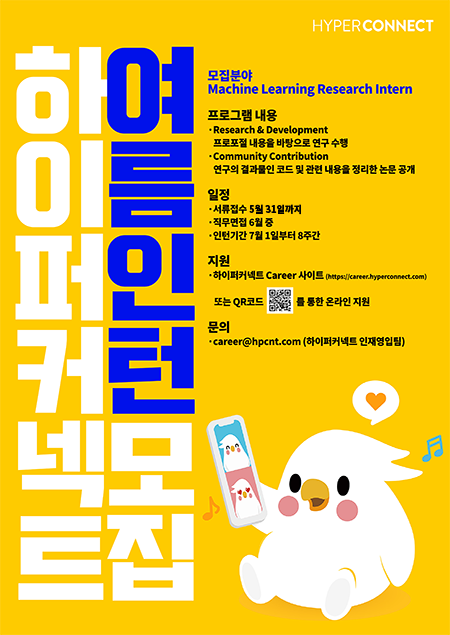 HYPERCONNECT
하이퍼커넥트
여름인턴모집
모집분야
Machine Learning Research Intern
프로그램 내용
·Research & Development
프로포절 내용을 바탕으로 연구 수행
·Community Contribution
연구의 결과물인 코드 및 관련 내용을 정리한 논문 공개
일정
·서류접수 5월 31일까지
·직무면접 6월 중
·인턴기간 7월 1일부터 8주간
지원
·하이퍼커넥트 Career 사이트 (https://career.hyperconnect.com)
또는 QR코드 를 통한 온라인 지원
문의
·career@hpcnt.com (하이퍼커넥트 인재영입팀)